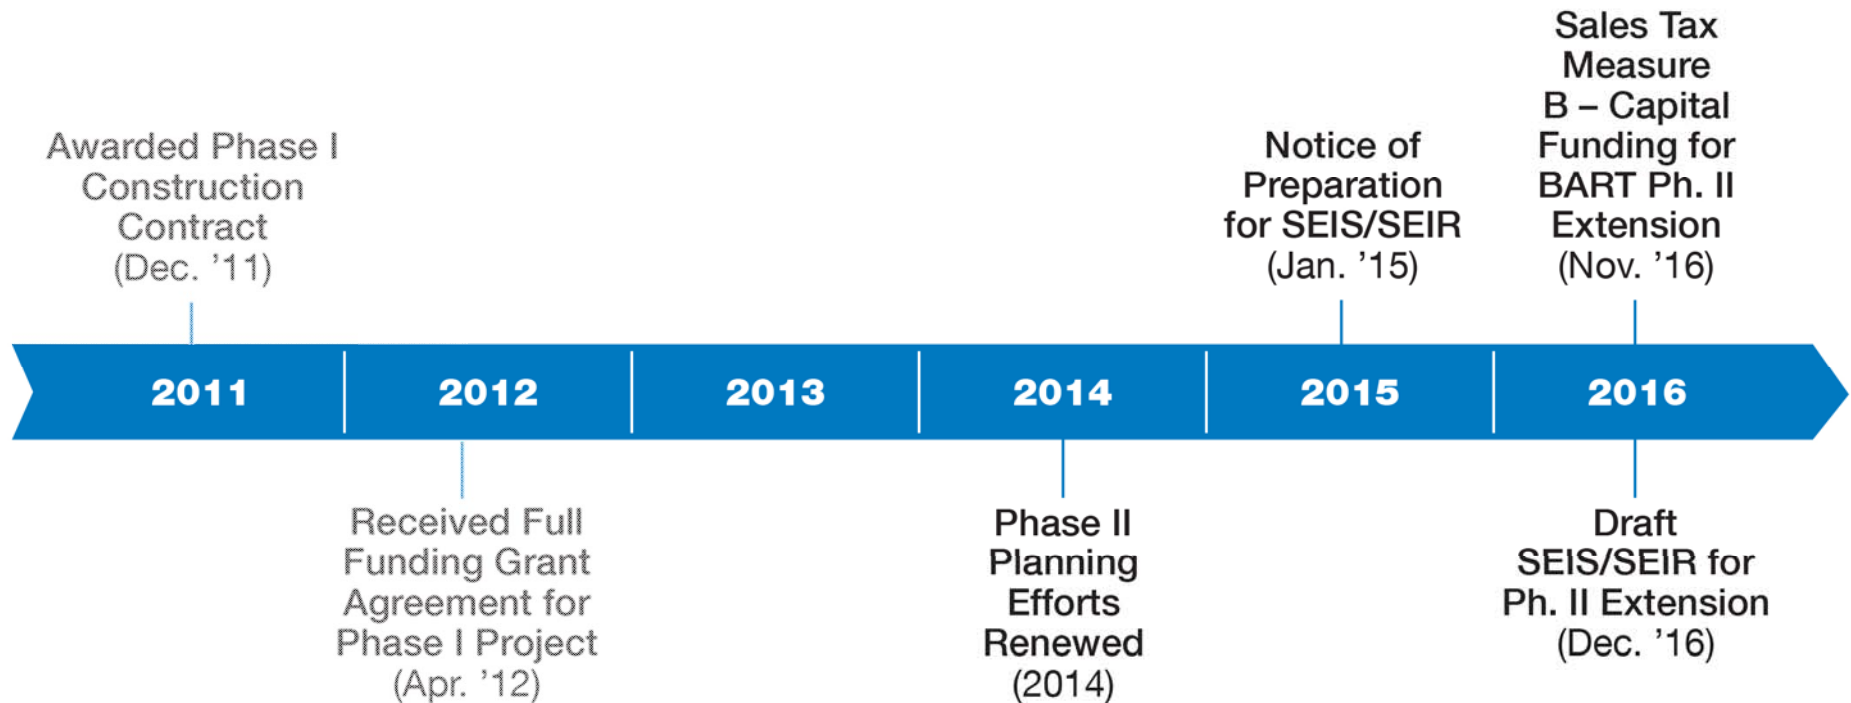 Awarded Phase I
Construction
Contract
(Dec. ’11)
Notice of
Preparation
for SEIS/SEIR
(Jan. ’15)
Sales Tax
Measure
B – Capital
Funding for
BART Ph. II
Extension
(Nov. ’16)
2011
2012
2013
2014
2015
2016
Received Full
Funding Grant
Agreement for
Phase I Project
(Apr. ’12)
Phase II
Planning
Efforts
Renewed
(2014)
Draft
SEIS/SEIR for
Ph. II Extension
(Dec. ’16)